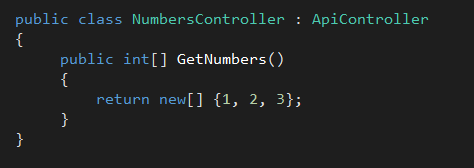 public class NumbersController : ApiController
{
public int[] GetNumbers()
{
return new[] {1, 2, 3};
}
}